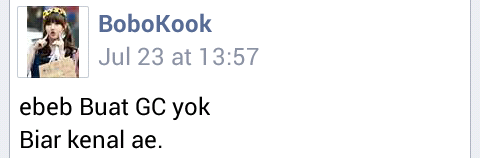 BoboKook
Jul 23 at 13:57
ebeb Buat GC yok
Biar kenal ae.